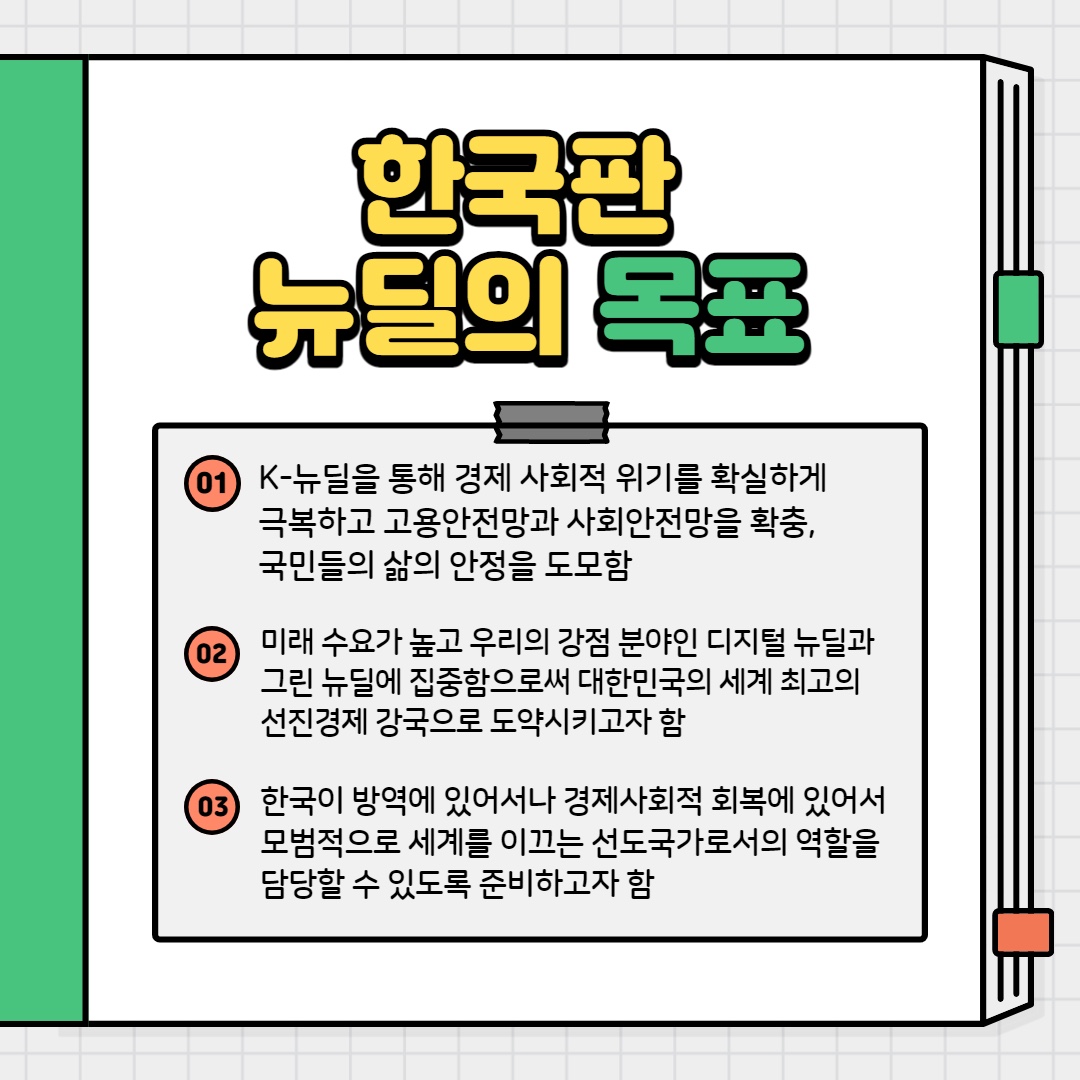 한국판
뉴딜의 목표
01 K-뉴딜을 통해 경제 사회적 위기를 확실하게
극복하고 고용안전망과 사회안전망을 확충,
국민들의 삶의 안정을 도모함
02 미래 수요가 높고 우리의 강점 분야인 디지털 뉴딜과
그린 뉴딜에 집중함으로써 대한민국의 세계 최고의
선진경제 강국으로 도약시키고자 함
03 한국이 방역에 있어서나 경제사회적 회복에 있어서
모범적으로 세계를 이끄는 선도국가로서의 역할을
담당할 수 있도록 준비하고자 함